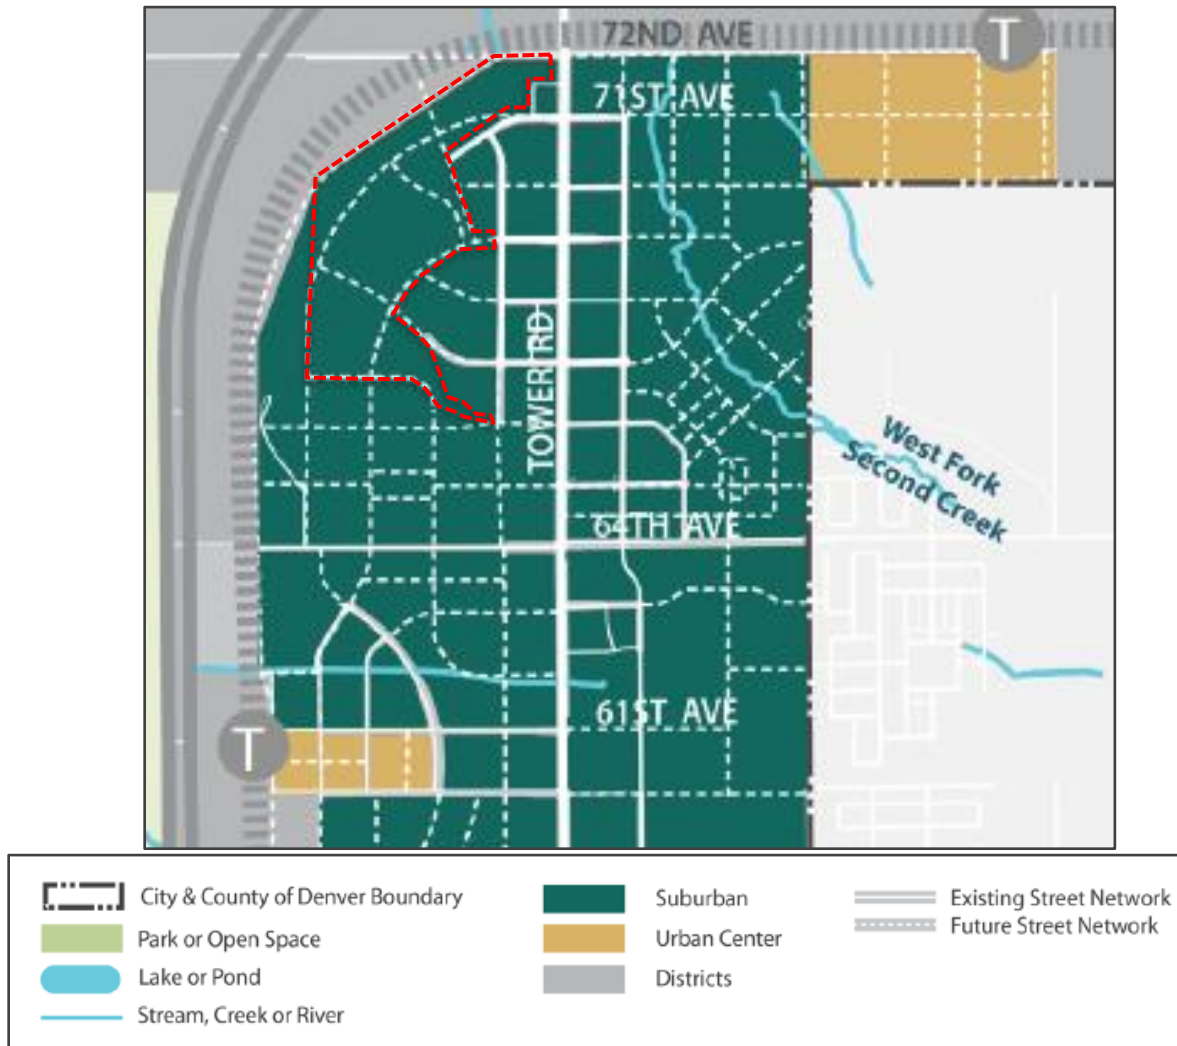 72ND AVE
T
71ST AVE
TOWER RD
West Fork
Second Creek
64TH AVE
61ST AVE
T
City & County of Denver Boundary
Park or Open Space
Lake or Pond
Stream, Creek or River
Suburban
Urban Center
Districts
Existing Street Network
Future Street Network